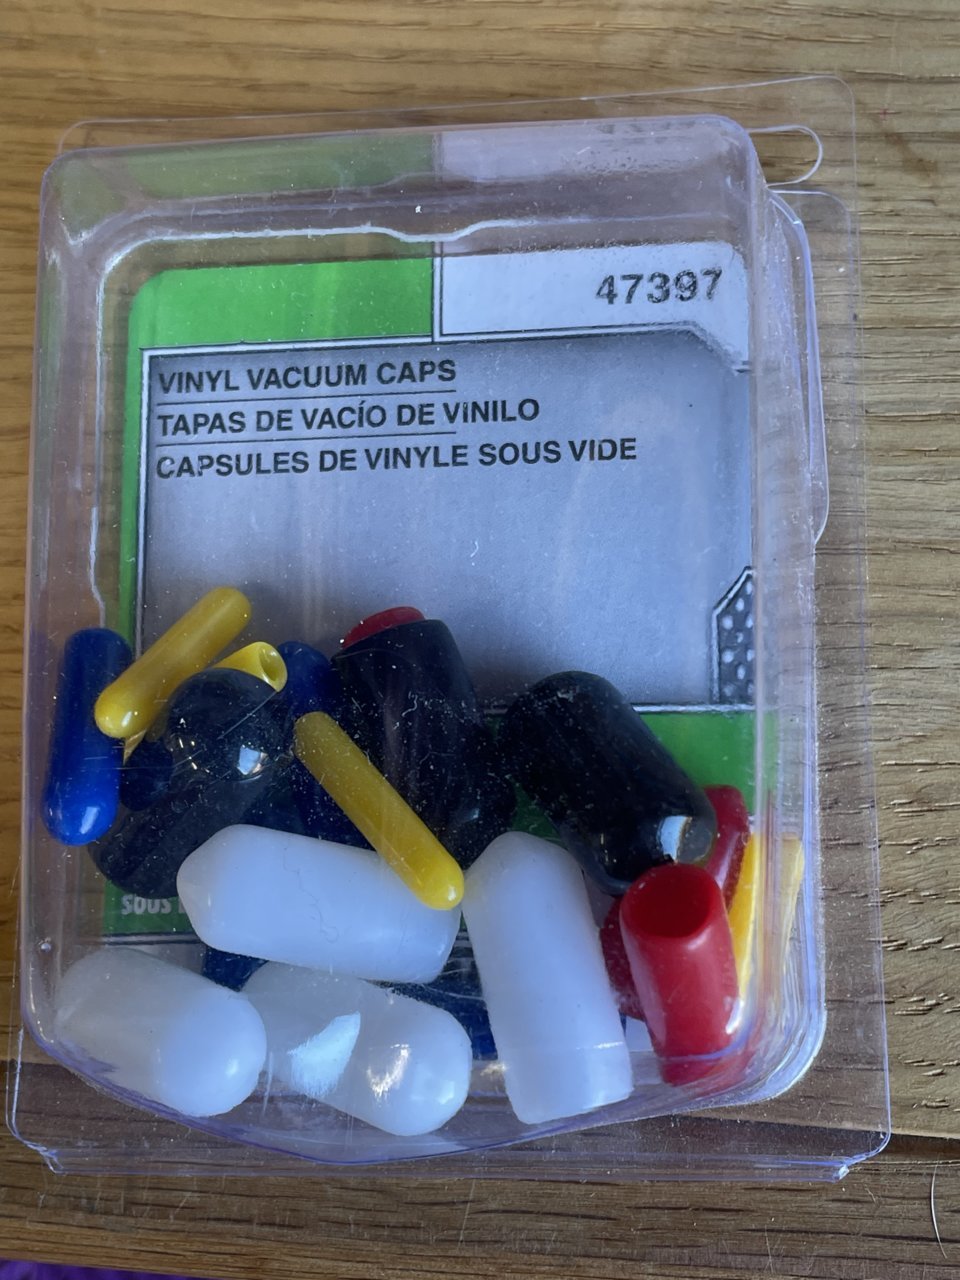 47397
VINYL VACUUM CAPS
TAPAS DE VACÍO DE VINILO
CAPSULES DE VINYLE SOUS VIDE
SOUS